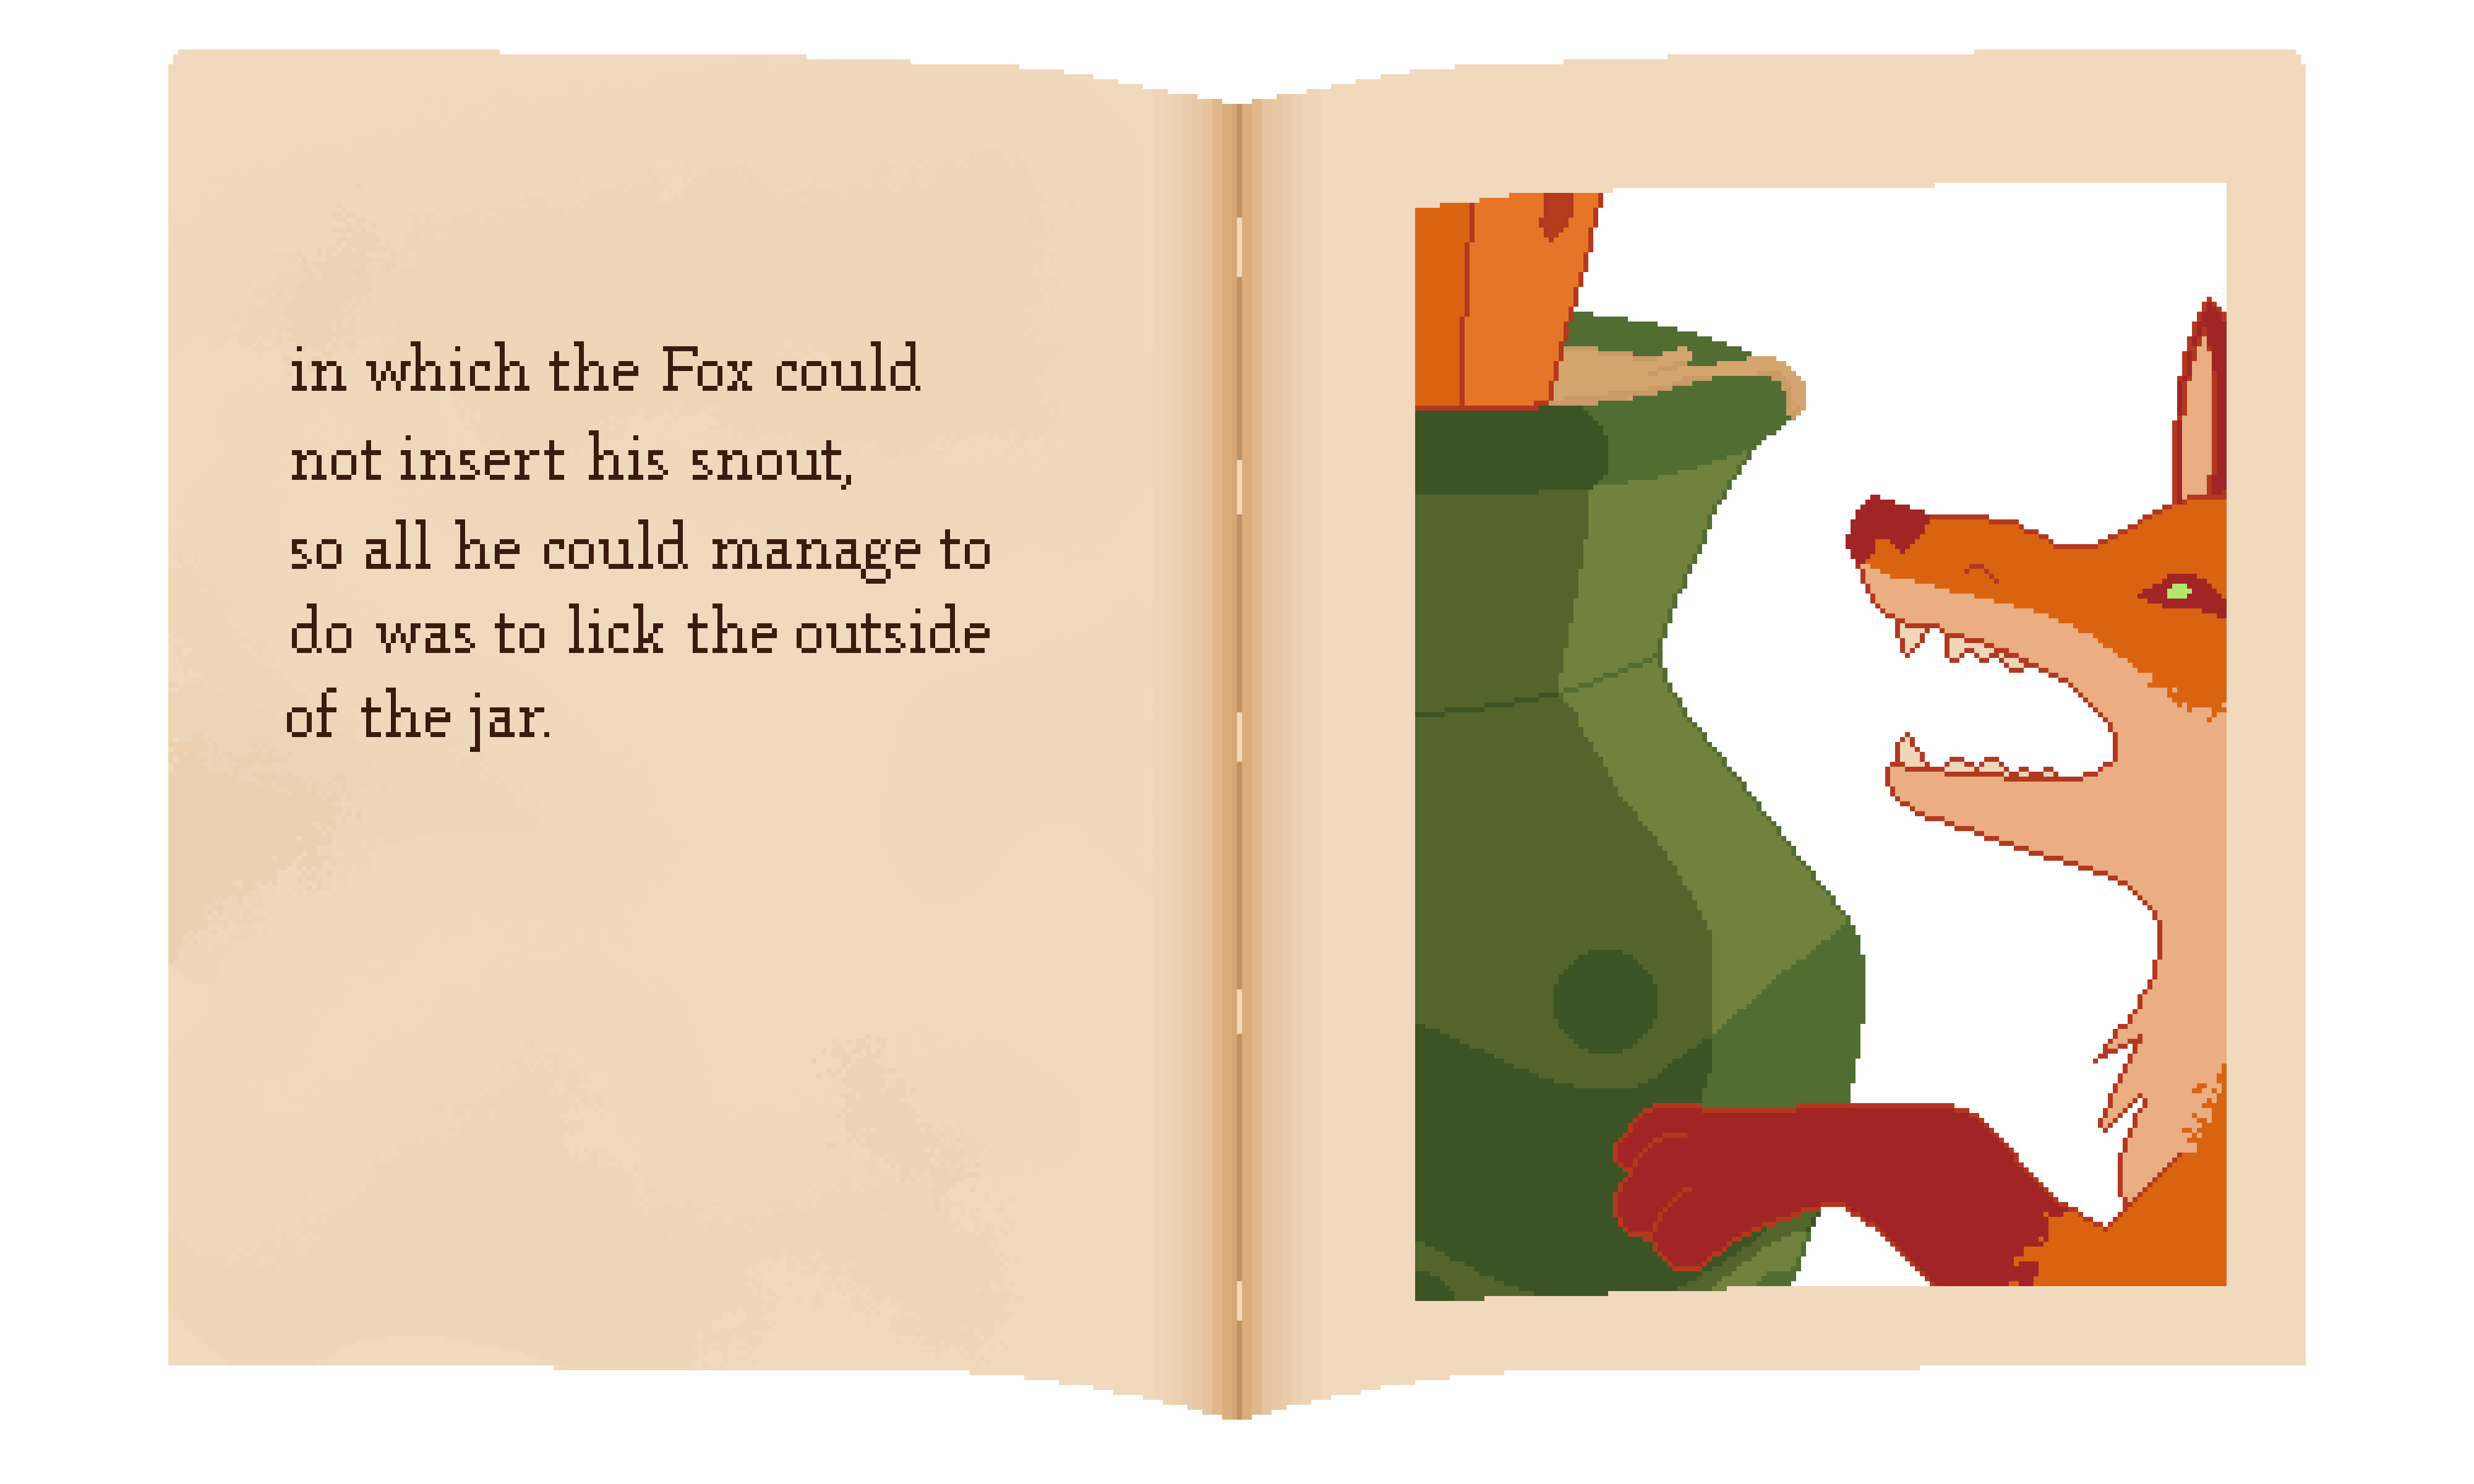 in which the Fox could
not insert his snout,
so all he could manage to
do was to lick the outside
of the jar.